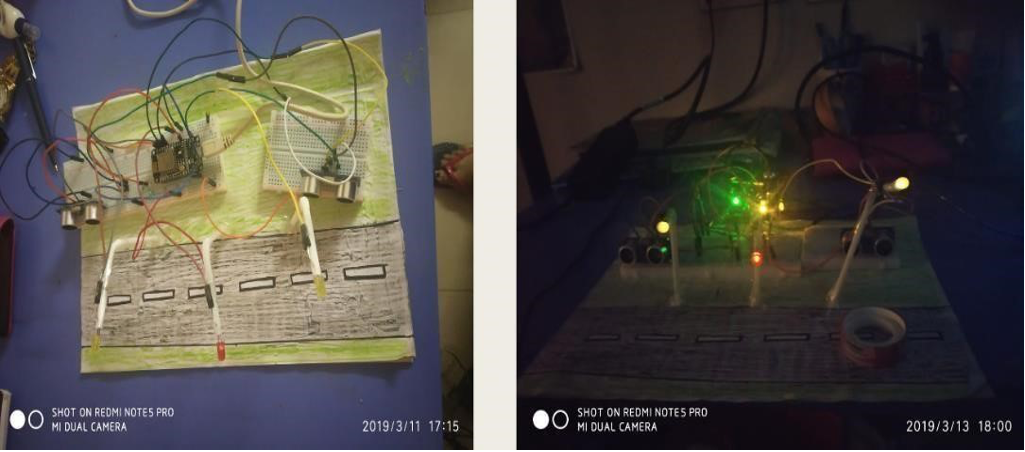 SHOT ON REDMI NOTE5 PRO
MI DUAL CAMERA
2019/3/11 17:15
SHOT ON REDMI NOTE5 PRO
MI DUAL CAMERA
2019/3/13 18:00